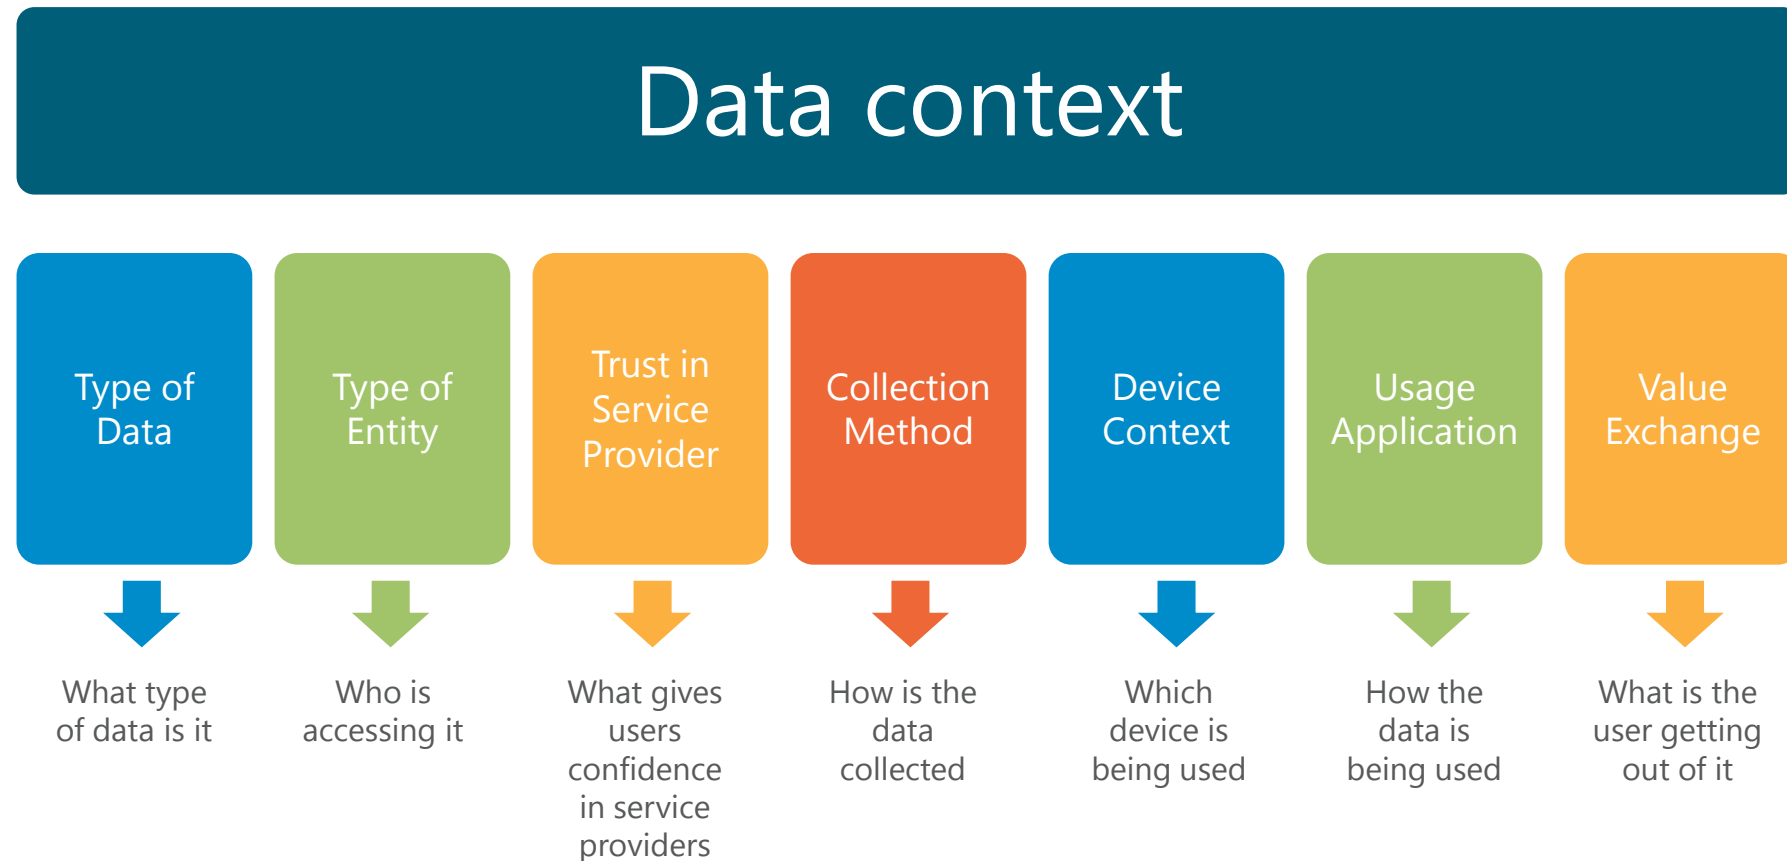 Data context
Type of
Data
Type of
Entity
Trust in
Service
Provider
Collection
Method
Device
Context
Usage
Application
Value
Exchange
What type
of data is it
Who is
accessing it
What gives
users
confidence
in service
providers
How is the
data
collected
Which
device is
being used
How the
data is
being used
What is the
user getting
out of it